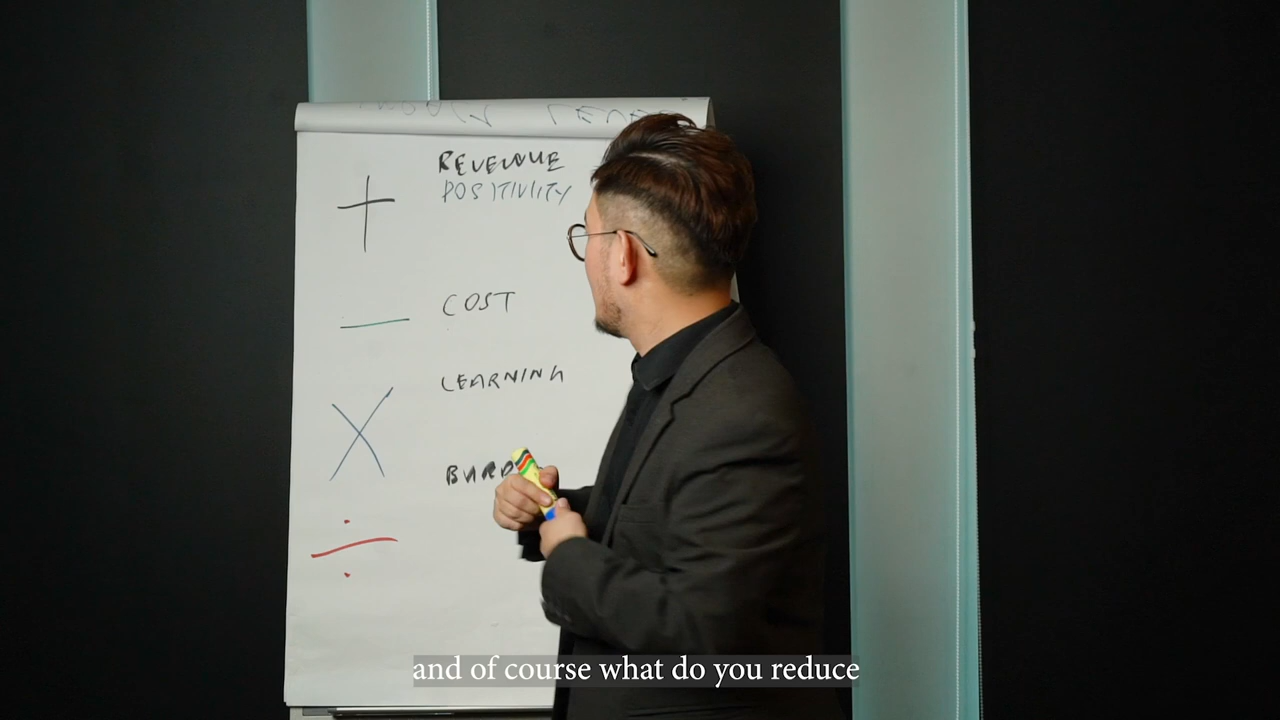 REVENUE
POSITIVITY
+
COST
—
LEARNING
X
BURD
÷
and of course what do you reduce